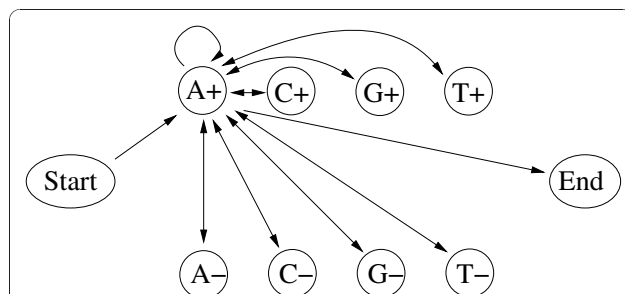 A+ C+ G+ T+
Start End
A− C− G− T−